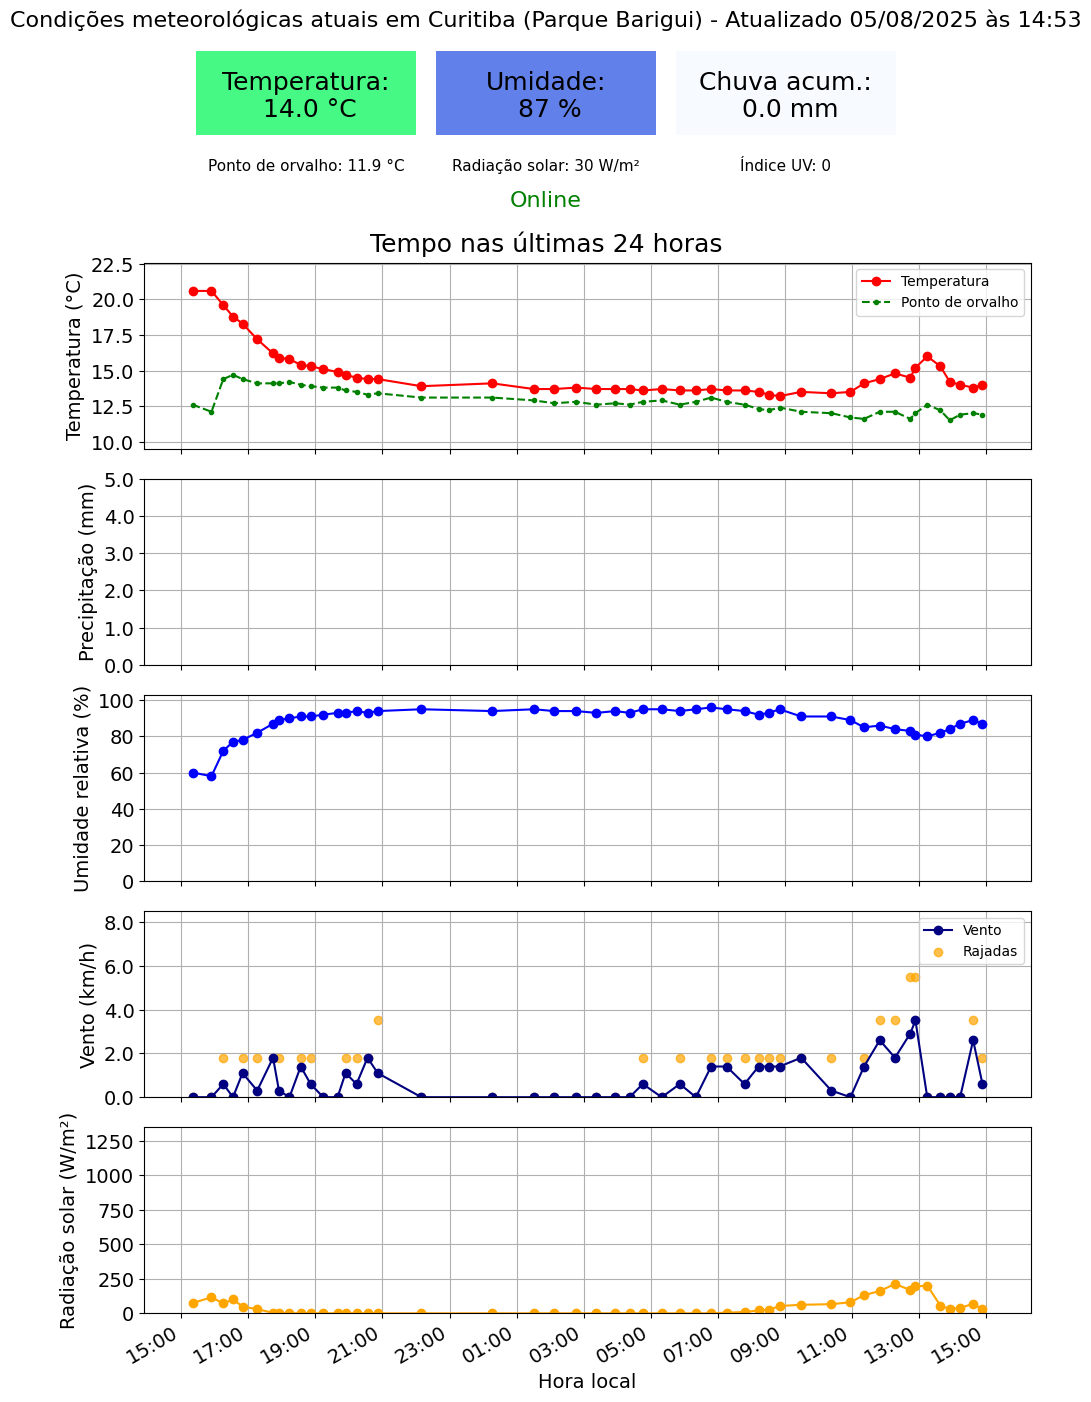 Condições meteorológicas atuais em Curitiba (Parque Barigui) - Atualizado 05/08/2025 às 14:53
Temperatura:
14.0 °C
Umidade:
87 %
Chuva acum.:
0.0 mm
Ponto de orvalho: 11.9 °C
Radiação solar: 30 W/m²
Índice UV: 0
Online
Tempo nas últimas 24 horas
Temperatura (°C)
22.5
20.0
17.5
15.0
12.5
10.0
Temperatura
Ponto de orvalho
Precipitação (mm)
5.0
4.0
3.0
2.0
1.0
0.0
Umidade relativa (%)
100
80
60
40
20
0
Vento (km/h)
8.0
6.0
4.0
2.0
0.0
Vento
Rajadas
Radiação solar (W/m²)
1250
1000
750
500
250
0
15:00
17:00
19:00
21:00
23:00
01:00
03:00
05:00
07:00
09:00
11:00
13:00
15:00
Hora local